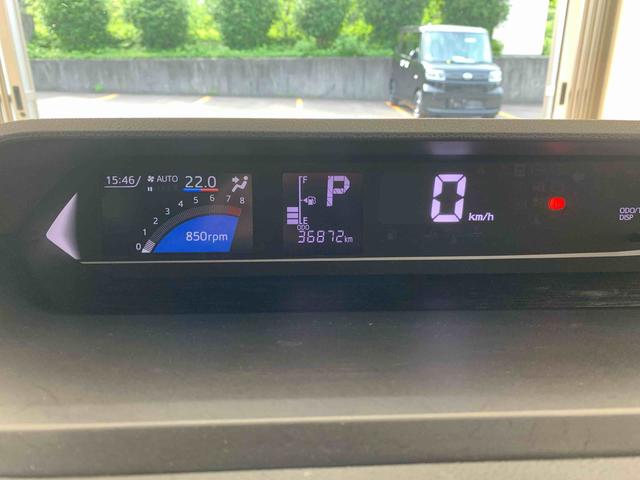 15:46 AUTO 22.0
0 1 2 3 4 5 6 7 8
850rpm
F
E
P
ODO
36872km
0 km/h
ODO/T
DISP